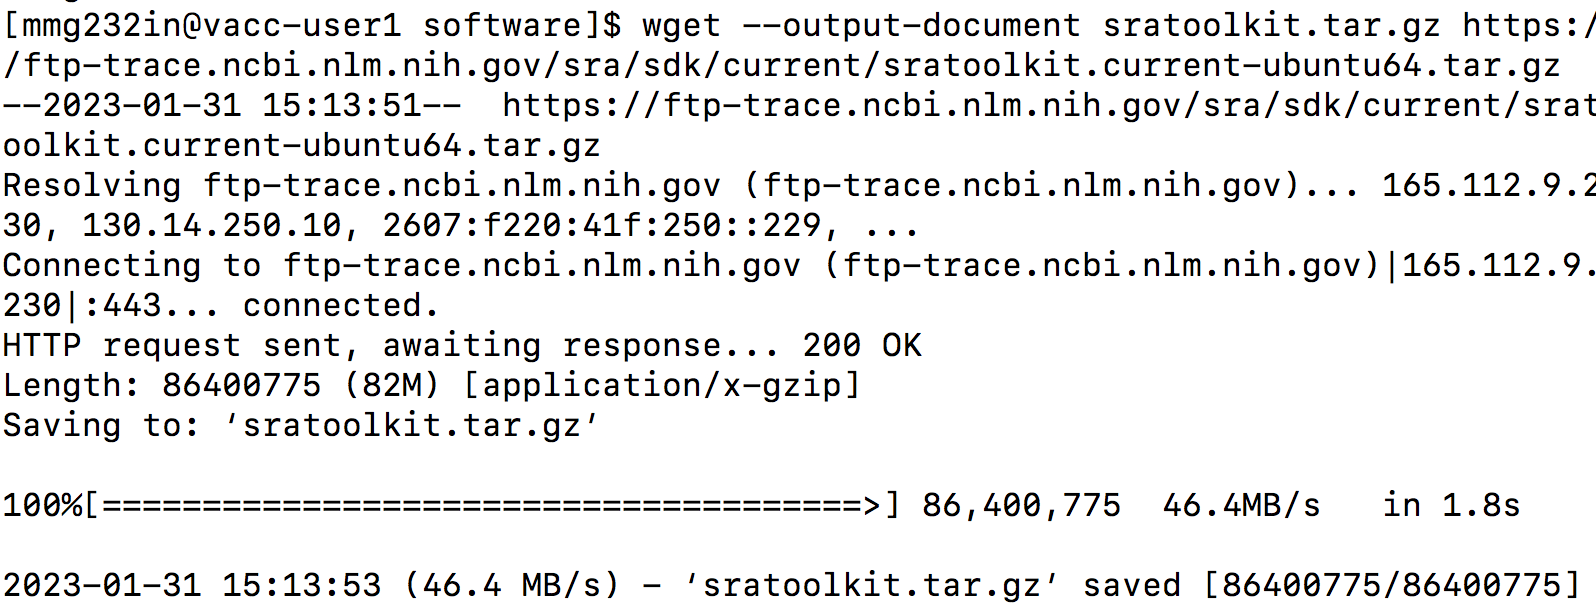 [mmg232in@vacc-user1 software]$ wget --output-document sratoolkit.tar.gz https:/
/ftp-trace.ncbi.nlm.nih.gov/sra/sdk/current/sratoolkit.current-ubuntu64.tar.gz
--2023-01-31 15:13:51--  https://ftp-trace.ncbi.nlm.nih.gov/sra/sdk/current/srat
oolkit.current-ubuntu64.tar.gz
Resolving ftp-trace.ncbi.nlm.nih.gov (ftp-trace.ncbi.nlm.nih.gov)... 165.112.9.2
30, 130.14.250.10, 2607:f220:41f:250::229, ...
Connecting to ftp-trace.ncbi.nlm.nih.gov (ftp-trace.ncbi.nlm.nih.gov)|165.112.9.
230|:443... connected.
HTTP request sent, awaiting response... 200 OK
Length: 86400775 (82M) [application/x-gzip]
Saving to: ‘sratoolkit.tar.gz’
100%[======================================>] 86,400,775  46.4MB/s   in 1.8s
2023-01-31 15:13:53 (46.4 MB/s) - ‘sratoolkit.tar.gz’ saved [86400775/86400775]